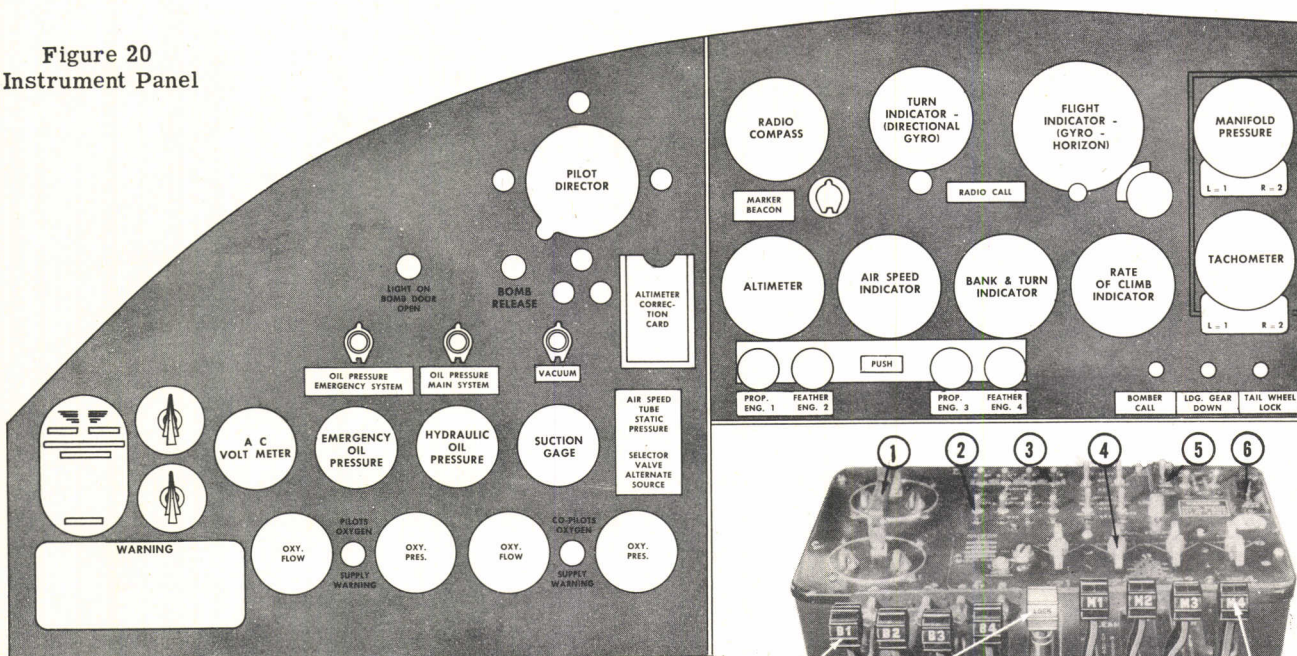 Figure 20
Instrument Panel
PILOT
DIRECTOR
LIGHT ON
BOMB DOOR
OPEN
BOMB
RELEASE
ALTIMETER
CORREC-
TION
CARD
OIL PRESSURE
EMERGENCY SYSTEM
OIL PRESSURE
MAIN SYSTEM
VACUUM
A C
VOLT METER
EMERGENCY
OIL
PRESSURE
HYDRAULIC
OIL
PRESSURE
SUCTION
GAGE
AIR SPEED
TUBE
STATIC
PRESSURE
SELECTOR
VALVE
ALTERNATE
SOURCE
WARNING
OXY.
FLOW
PILOTS
OXYGEN
SUPPLY
WARNING
OXY.
PRES.
OXY.
FLOW
CO-PILOTS
OXYGEN
SUPPLY
WARNING
OXY.
PRES.
RADIO
COMPASS
TURN
INDICATOR -
(DIRECTIONAL
GYRO)
FLIGHT
INDICATOR -
(GYRO -
HORIZON)
MANIFOLD
PRESSURE
L = 1 R = 2
MARKER
BEACON
RADIO CALL
ALTIMETER
AIR SPEED
INDICATOR
BANK & TURN
INDICATOR
RATE
OF CLIMB
INDICATOR
TACHOMETER
L = 1 R = 2
PUSH
PROP. FEATHER
ENG. 1 ENG. 2
PROP. FEATHER
ENG. 3 ENG. 4
BOMBER
CALL
LDG. GEAR
DOWN
TAIL WHEEL
LOCK
1 2 3 4 5 6
B1 B2 B3 B4 LOCK M1 M2 M3 M4